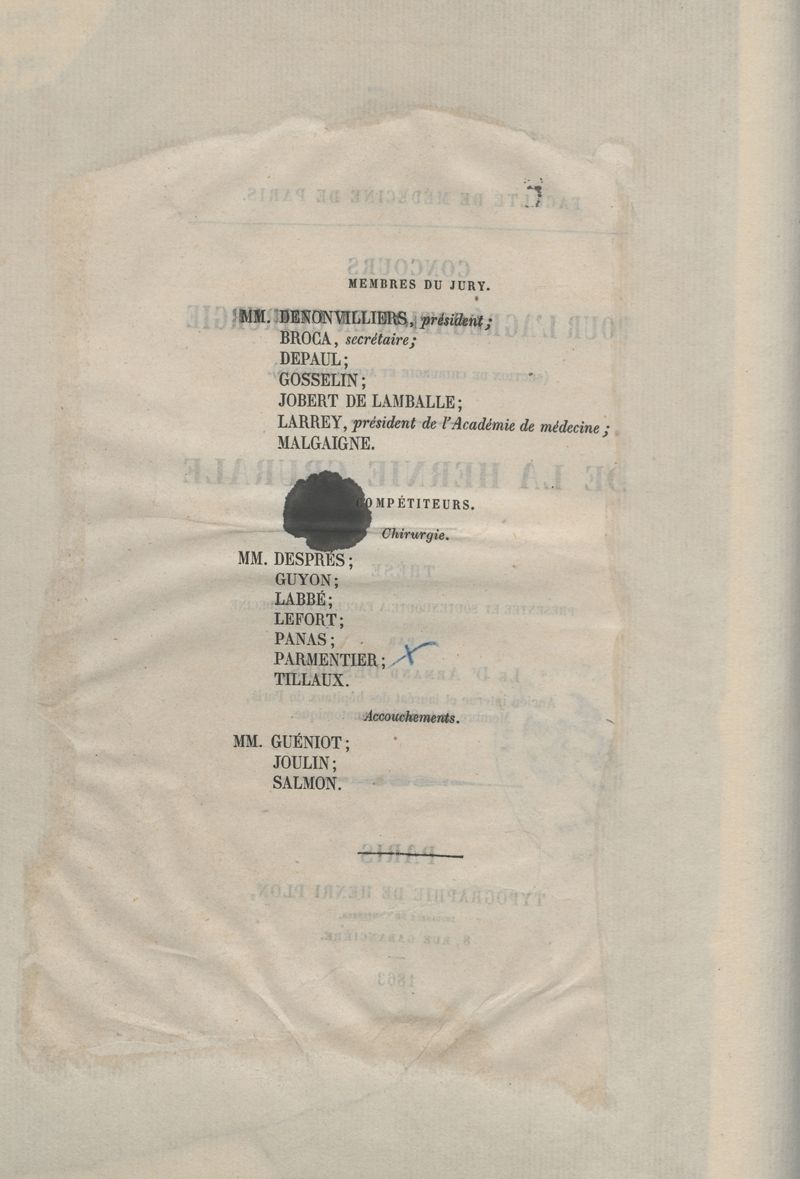 MEMBRES DU JURY.
MM. DENONVILLIERS, président;
BROCA, secrétaire;
DEPAUL;
GOSSELIN;
JOBERT DE LAMBALLE;
LARREY, président de l'Académie de médecine;
MALGAIGNE.
COMPÉTITEURS.
Chirurgie.
MM. DESPRÉS;
GUYON;
LABBÉ;
LEFORT;
PANAS;
PARMENTIER;
TILLAUX.
Accouchements.
MM. GUÉNIOT;
JOULIN;
SALMON.